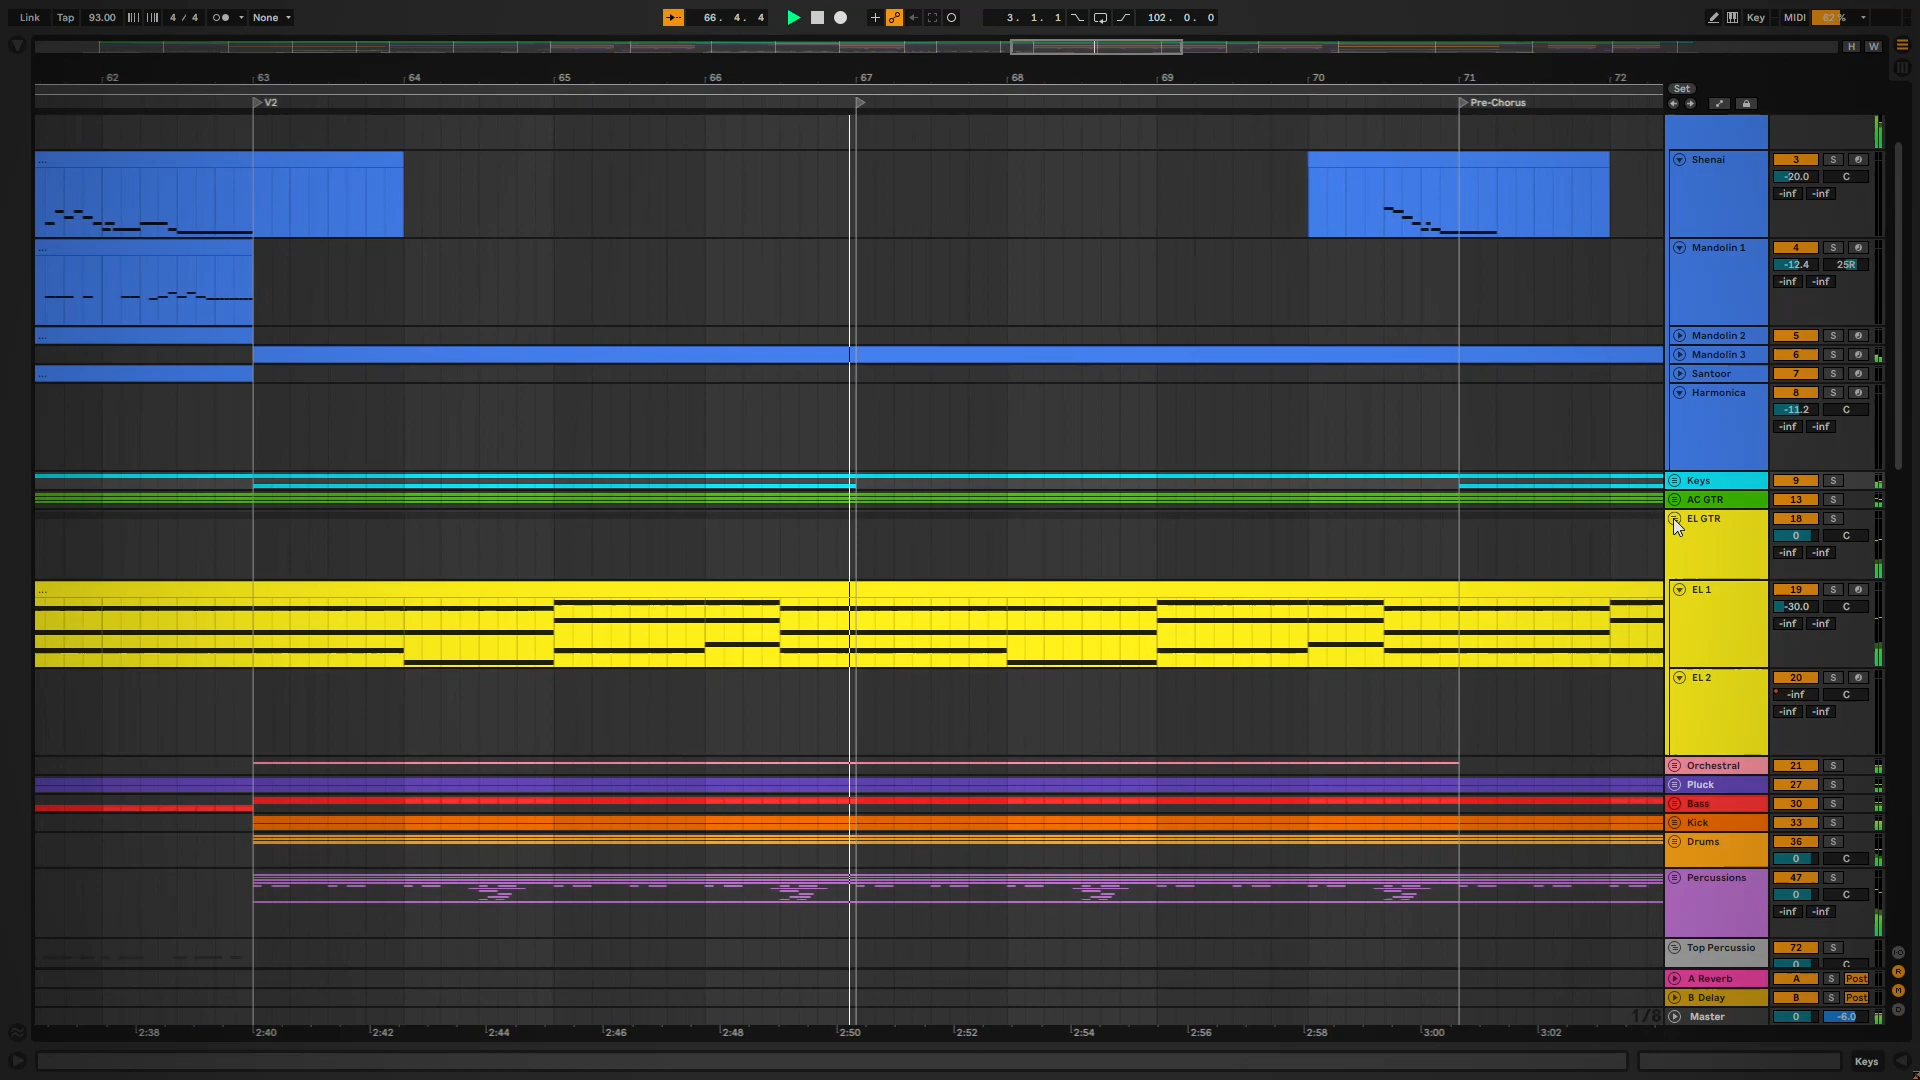 Link Tap 93.00 4 / 4 None 66. 4. 4 3. 1. 1 102. 0. 0 Key MIDI 62 %
H W
62 63 64 65 66 67 68 69 70 71 72
Set
V2 Pre-Chorus
... Shenai 3 S
-20.0 C
-inf -inf
... Mandolin 1 4 S
-12.4 25R
-inf -inf
... Mandolin 2 5 S
Mandolin 3 6 S
... Santoor 7 S
Harmonica 8 S
-11.2 C
-inf -inf
Keys 9 S
AC GTR 13 S
EL GTR 18 S
0 C
-inf -inf
... EL 1 19 S
-30.0 C
-inf -inf
EL 2 20 S
-inf C
-inf -inf
Orchestral 21 S
Pluck 27 S
Bass 30 S
Kick 33 S
Drums 36 S
0 C
Percussions 47 S
0 C
-inf -inf
Top Percussio 72 S
0 C
A Reverb A S Post
B Delay B S Post
1/8 Master 0 -6.0
2:38 2:40 2:42 2:44 2:46 2:48 2:50 2:52 2:54 2:56 2:58 3:00 3:02
Keys